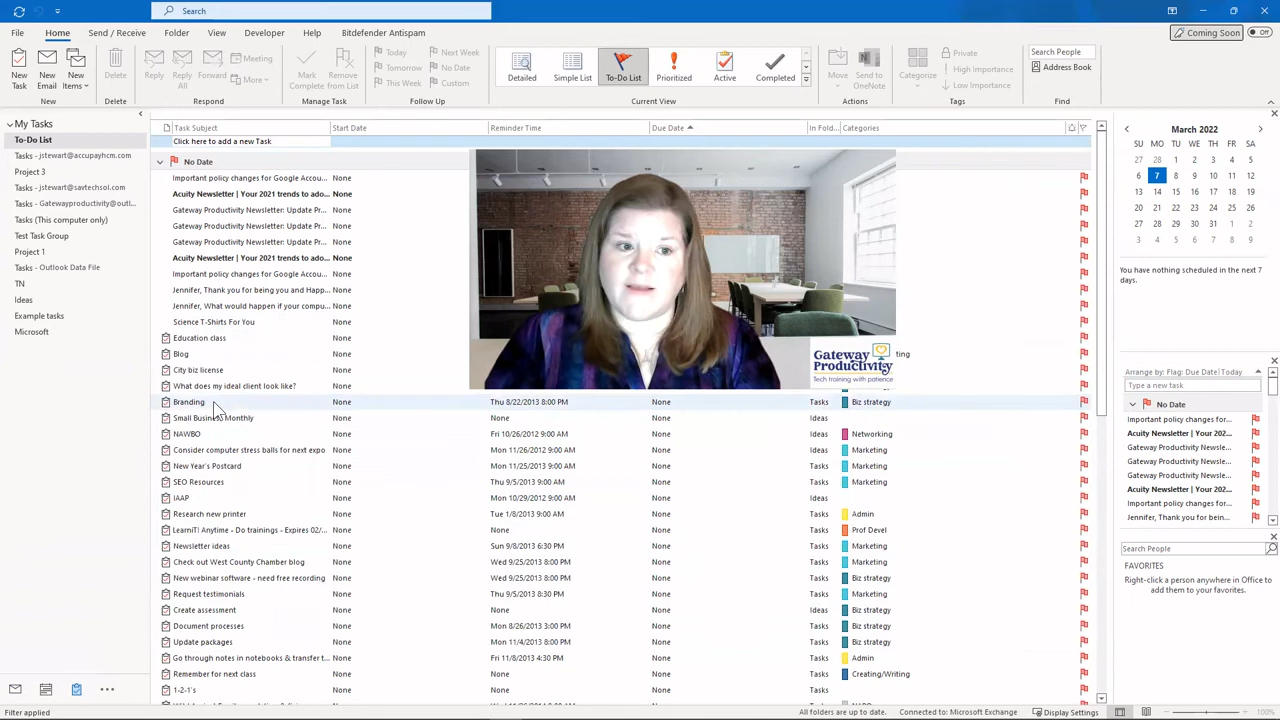 Search
Coming Soon
Off
File Home Send / Receive Folder View Developer Help Bitdefender Antispam
New Task
New Email
New Items
Delete
Reply
Reply All
Forward
Meeting
More
Mark Complete
Remove from List
Today
Tomorrow
This Week
Next Week
No Date
Custom
Detailed
Simple List
To-Do List
Prioritized
Active
Completed
Move
Send to OneNote
Categorize
Private
High Importance
Low Importance
Search People
Address Book
New Delete Respond Manage Task Follow Up Current View Actions Tags Find
My Tasks
To-Do List
Tasks - jstewart@accupayhcm.com
Project 3
Tasks - jstewart@savtechsol.com
Tasks - Gatewayproductivity@outl...
Tasks (This computer only)
Test Task Group
Project 1
Tasks - Outlook Data File
TN
Ideas
Example tasks
Microsoft
Task Subject Start Date Reminder Time Due Date In Fold... Categories
Click here to add a new Task
No Date
Important policy changes for Google Accou... None
Acuity Newsletter | Your 2021 trends to ado... None
Gateway Productivity Newsletter: Update Pr... None
Gateway Productivity Newsletter: Update Pr... None
Gateway Productivity Newsletter: Update Pr... None
Acuity Newsletter | Your 2021 trends to ado... None
Important policy changes for Google Accou... None
Jennifer, Thank you for being you and Happ... None
Jennifer, What would happen if your compu... None
Science T-Shirts For You None
Education class None
Blog None ting
City biz license None
What does my ideal client look like? None
Branding None Thu 8/22/2013 8:00 PM None Tasks Biz strategy
Small Business Monthly None None None Ideas
NAWBO None Fri 10/26/2012 9:00 AM None Ideas Networking
Consider computer stress balls for next expo None Mon 11/26/2012 9:00 AM None Ideas Marketing
New Year's Postcard None Mon 11/25/2013 9:00 AM None Tasks Marketing
SEO Resources None Thu 9/5/2013 9:00 AM None Tasks Marketing
IAAP None Mon 10/29/2012 9:00 AM None Ideas
Research new printer None Tue 1/8/2013 9:00 AM None Tasks Admin
LearniT! Anytime - Do trainings - Expires 02/... None None None Tasks Prof Devel
Newsletter ideas None Sun 9/8/2013 6:30 PM None Tasks Marketing
Check out West County Chamber blog None Wed 9/25/2013 8:00 PM None Tasks Marketing
New webinar software - need free recording None Wed 9/25/2013 8:00 PM None Tasks Biz strategy
Request testimonials None Thu 9/5/2013 8:30 PM None Tasks Marketing
Create assessment None None None Ideas Biz strategy
Document processes None Mon 8/26/2013 3:00 PM None Tasks Biz strategy
Update packages None Mon 11/4/2013 8:00 PM None Tasks Biz strategy
Go through notes in notebooks & transfer t... None Fri 11/8/2013 4:30 PM None Tasks Admin
Remember for next class None None None Tasks Creating/Writing
1-2-1's None None None Tasks
Gateway
Productivity
Tech training with patience
March 2022
SU MO TU WE TH FR SA
27 28 1 2 3 4 5
6 7 8 9 10 11 12
13 14 15 16 17 18 19
20 21 22 23 24 25 26
27 28 29 30 31 1 2
3 4 5 6 7 8 9
You have nothing scheduled in the next 7 days.
Arrange by: Flag: Due Date Today
Type a new task
No Date
Important policy changes for...
Acuity Newsletter | Your 202...
Gateway Productivity Newsle...
Gateway Productivity Newsle...
Gateway Productivity Newsle...
Acuity Newsletter | Your 202...
Important policy changes for...
Jennifer, Thank you for bein...
Search People
FAVORITES
Right-click a person anywhere in Office to add them to your favorites.
Filter applied
All folders are up to date. Connected to: Microsoft Exchange Display Settings 100%